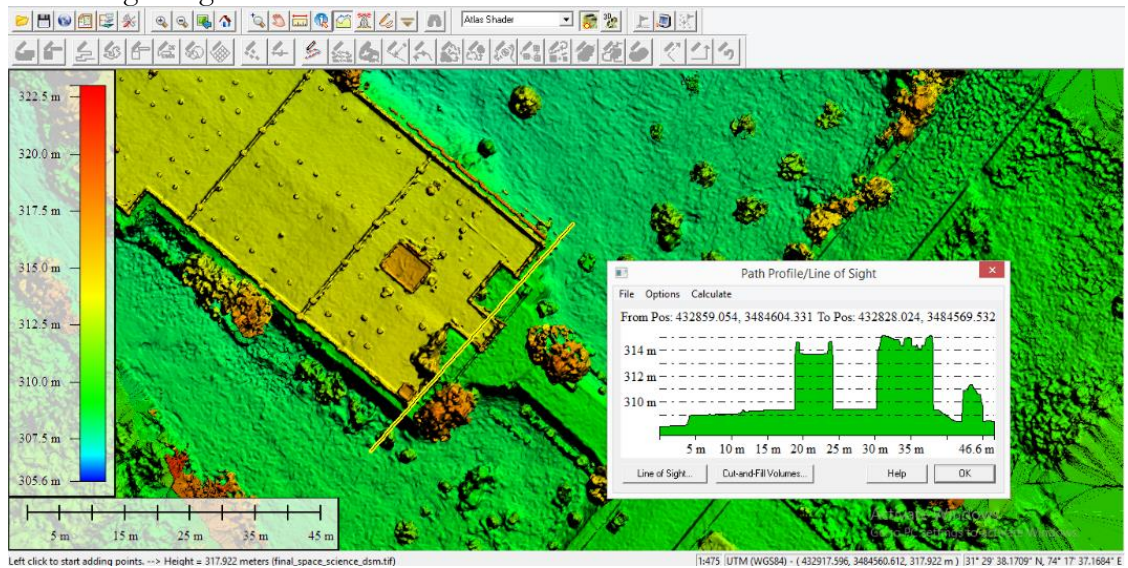 Atlas Shader
322.5 m
320.0 m
317.5 m
315.0 m
312.5 m
310.0 m
307.5 m
305.6 m
5 m 15 m 25 m 35 m 45 m
Path Profile/Line of Sight
File Options Calculate
From Pos: 432859.054, 3484604.331 To Pos: 432828.024, 3484569.532
314 m
312 m
310 m
5 m 10 m 15 m 20 m 25 m 30 m 35 m 46.6 m
Line of Sight... Cut-and-Fill Volumes... Help OK
Left click to start adding points. --> Height = 317.922 meters (final_space_science_dsm.tif) 1:475 UTM (WGS84) - ( 432917.596, 3484560.612, 317.922 m ) 31° 29' 38.1709" N, 74° 17' 37.1684" E